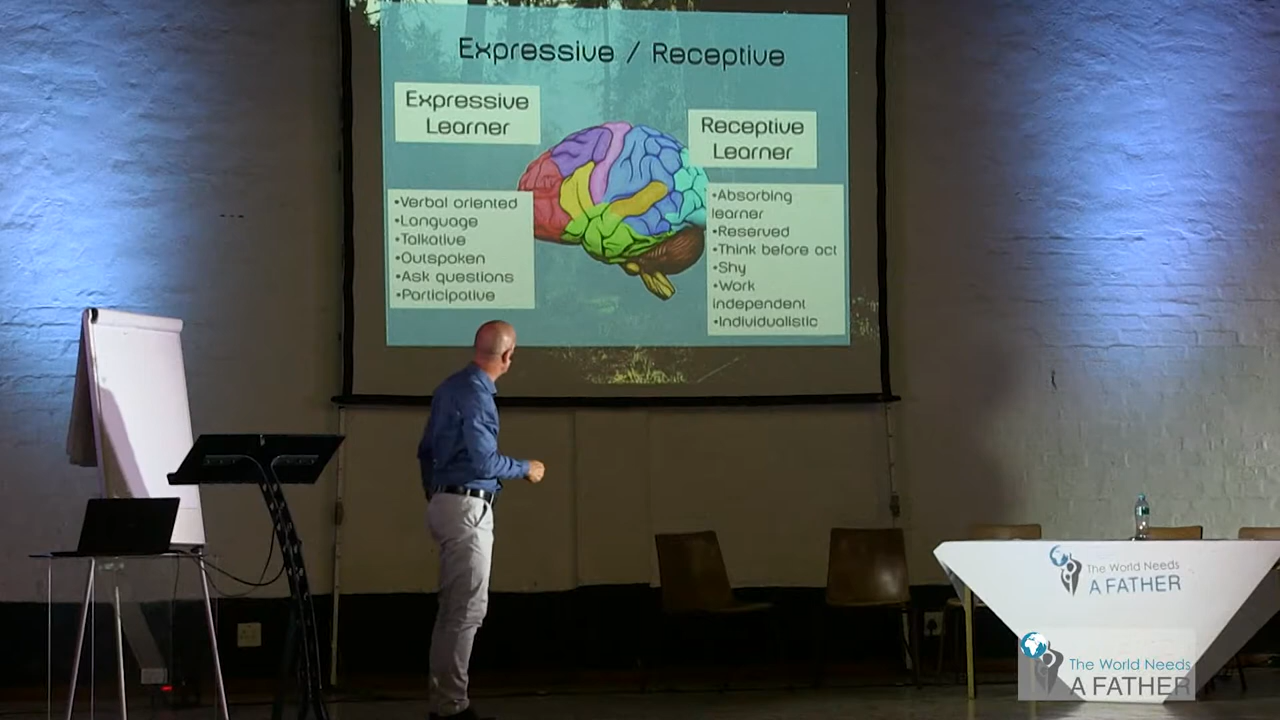 Expressive / Receptive
Expressive
Learner
•Verbal oriented
•Language
•Talkative
•Outspoken
•Ask questions
•Participative
Receptive
Learner
•Absorbing
learner
•Reserved
•Think before act
•Shy
•Work
independent
•Individualistic
The World Needs
A FATHER
The World Needs
A FATHER